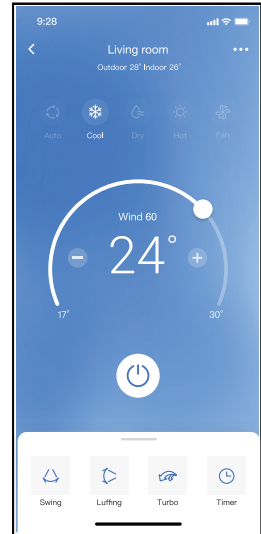 9:28
Living room
Outdoor 28° Indoor 26°
Auto Cool Dry Hot Fan
Wind 60
24°
17° 30°
Swing Luffing Turbo Timer